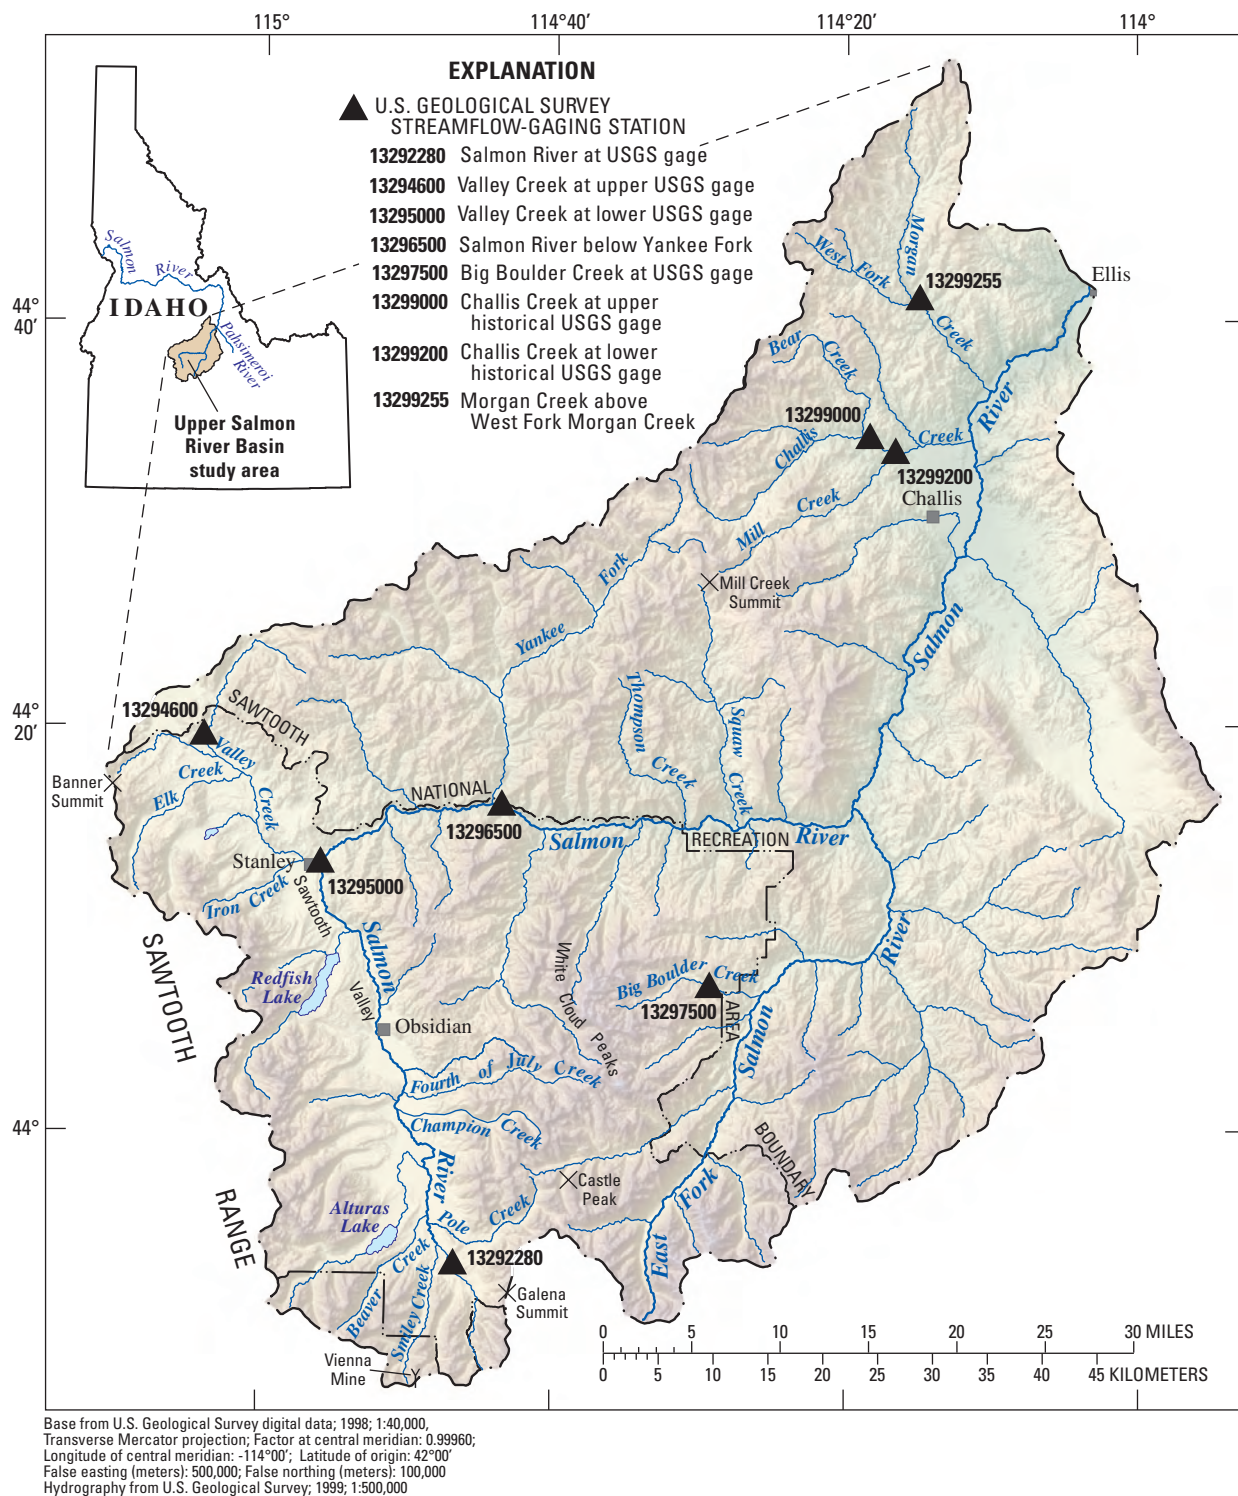 115°
114°40′
114°20′
114°
EXPLANATION
U.S. GEOLOGICAL SURVEY
STREAMFLOW-GAGING STATION
13292280 Salmon River at USGS gage
13294600 Valley Creek at upper USGS gage
13295000 Valley Creek at lower USGS gage
13296500 Salmon River below Yankee Fork
13297500 Big Boulder Creek at USGS gage
13299000 Challis Creek at upper
historical USGS gage
13299200 Challis Creek at lower
historical USGS gage
13299255 Morgan Creek above
West Fork Morgan Creek
Salmon
River
IDAHO
Pahsimeroi
River
Upper Salmon
River Basin
study area
44°
40′
Morgan
Creek
West Fork
13299255
Ellis
Bear
Creek
River
13299000
Challis
Creek
13299200
Challis
Mill Creek
Mill Creek
Summit
Yankee Fork
Salmon
44°
20′
13294600
SAWTOOTH
Valley
Creek
Elk
Creek
Banner
Summit
Thompson
Creek
Squaw
Creek
NATIONAL
13296500
Salmon
RECREATION
River
Stanley
13295000
Iron Creek
Sawtooth
Valley
SAWTOOTH
Salmon
Redfish
Lake
Obsidian
White Cloud Peaks
Big Boulder Creek
13297500
AREA
Salmon
River
Fourth of July Creek
Champion Creek
44°
River
BOUNDARY
Castle
Peak
RANGE
Alturas
Lake
Pole Creek
Fork
East
13292280
Creek
Beaver
Smiley Creek
Galena
Summit
Vienna
Mine
0 5 10 15 20 25 30 MILES
0 5 10 15 20 25 30 35 40 45 KILOMETERS
Base from U.S. Geological Survey digital data; 1998; 1:40,000,
Transverse Mercator projection; Factor at central meridian: 0.99960;
Longitude of central meridian: -114°00′; Latitude of origin: 42°00′
False easting (meters): 500,000; False northing (meters): 100,000
Hydrography from U.S. Geological Survey; 1999; 1:500,000